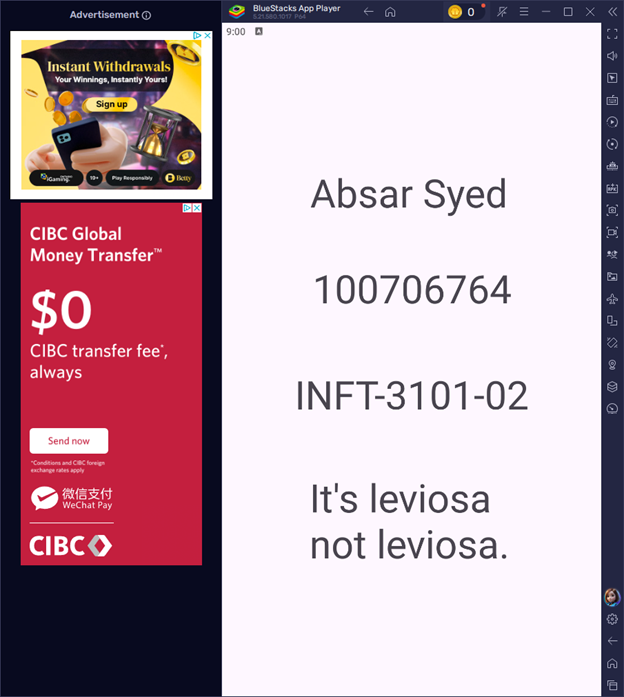 Advertisement
Instant Withdrawals
Your Winnings, Instantly Yours!
Sign up
iGaming
19+
Play Responsibly
Betty
CIBC Global
Money Transfer™
$0
CIBC transfer fee*,
always
Send now
*Conditions and CIBC foreign
exchange rates apply
微信支付
WeChat Pay
CIBC
BlueStacks App Player
5.21.580.1017 P64
0
9:00
Absar Syed
100706764
INFT-3101-02
It's leviosa
not leviosa.